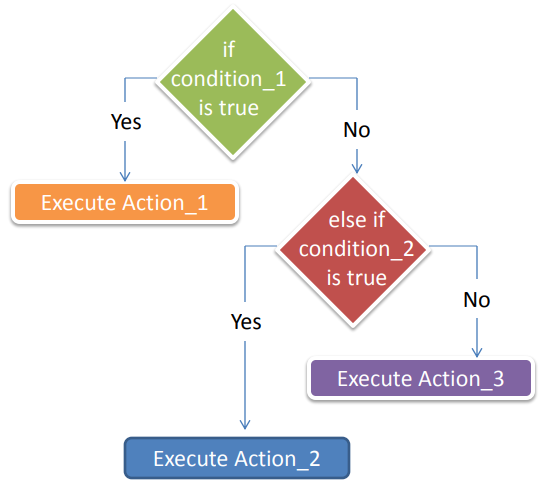 if
condition_1
is true
Yes
No
Execute Action_1
else if
condition_2
is true
Yes
No
Execute Action_3
Execute Action_2